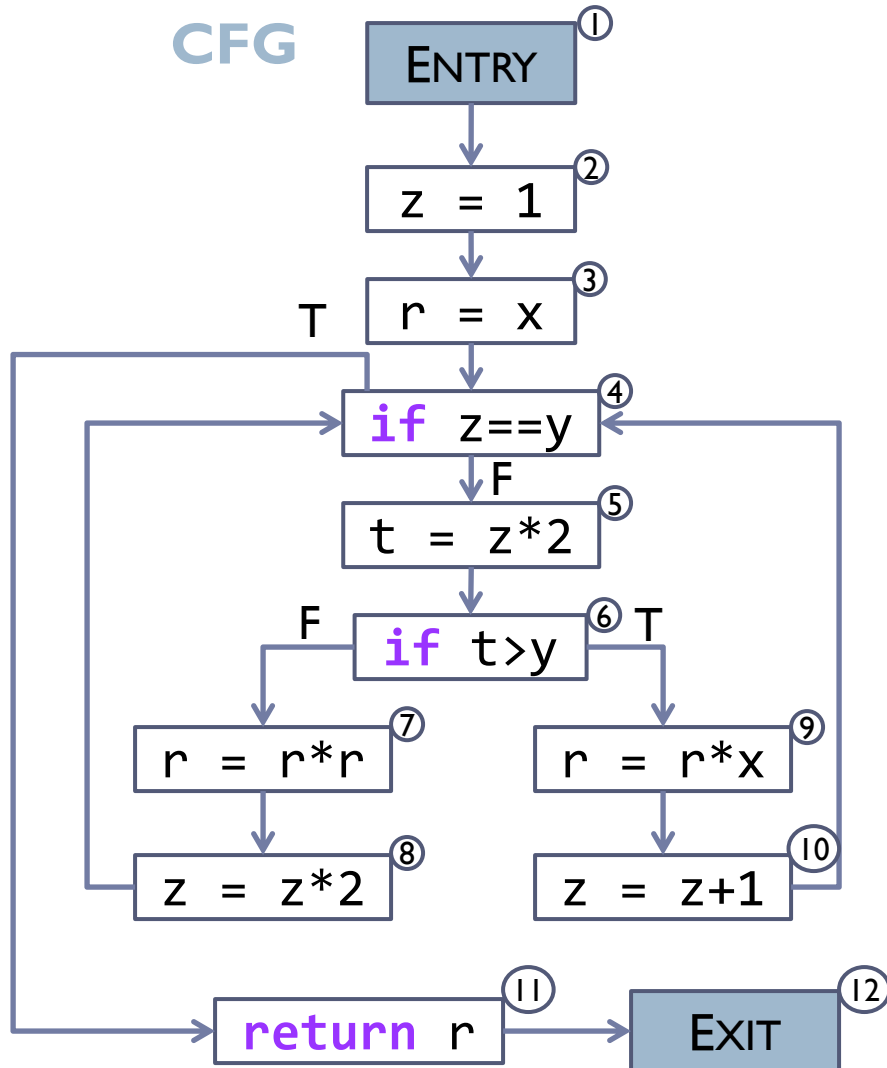 CFG
1
ENTRY
2
z = 1
3
r = x
T
4
if z==y
F
5
t = z*2
6
F
T
if t>y
7
r = r*r
9
r = r*x
8
z = z*2
10
z = z+1
11
return r
12
EXIT